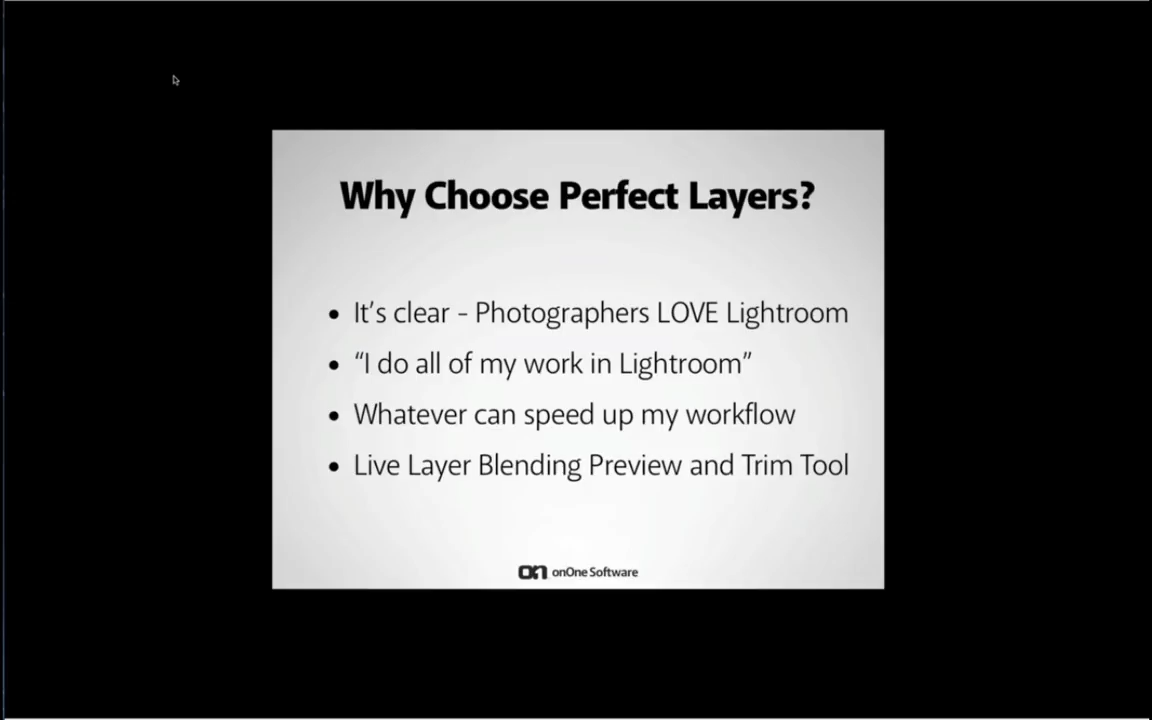 Why Choose Perfect Layers?
• It’s clear - Photographers LOVE Lightroom
• “I do all of my work in Lightroom”
• Whatever can speed up my workflow
• Live Layer Blending Preview and Trim Tool
on onOne Software